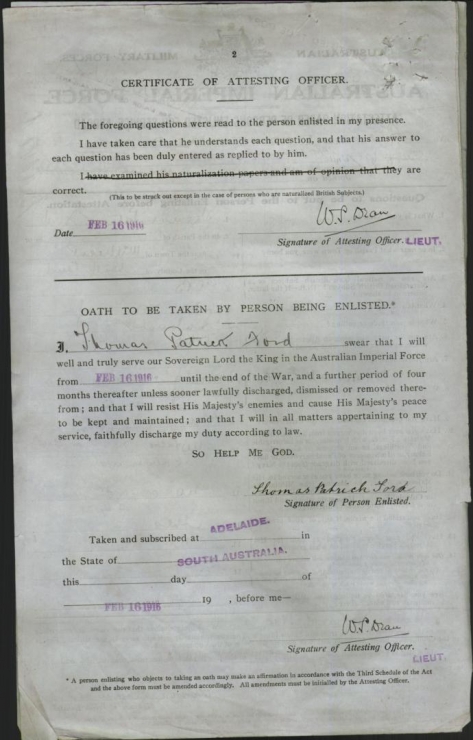 2
CERTIFICATE OF ATTESTING OFFICER.
The foregoing questions were read to the person enlisted in my presence.
I have taken care that he understands each question, and that his answer to
each question has been duly entered as replied to by him.
I have examined his naturalization papers and am of opinion that they are
correct.
(This to be struck out except in the case of persons who are naturalized British Subjects.)
Date FEB 16 1916
Signature of Attesting Officer. LIEUT.
OATH TO BE TAKEN BY PERSON BEING ENLISTED.*
I, Thomas Patrick Ford swear that I will
well and truly serve our Sovereign Lord the King in the Australian Imperial Force
from FEB 16 1916 until the end of the War, and a further period of four
months thereafter unless sooner lawfully discharged, dismissed or removed there-
from; and that I will resist His Majesty's enemies and cause His Majesty's peace
to be kept and maintained; and that I will in all matters appertaining to my
service, faithfully discharge my duty according to law.
SO HELP ME GOD.
Thomas Patrick Ford
Signature of Person Enlisted.
Taken and subscribed at ADELAIDE. in
the State of SOUTH AUSTRALIA.
this day of
FEB 16 1916 19 , before me—
Signature of Attesting Officer.
LIEUT.
* A person enlisting who objects to taking an oath may make an affirmation in accordance with the Third Schedule of the Act
and the above form must be amended accordingly. All amendments must be initialled by the Attesting Officer.